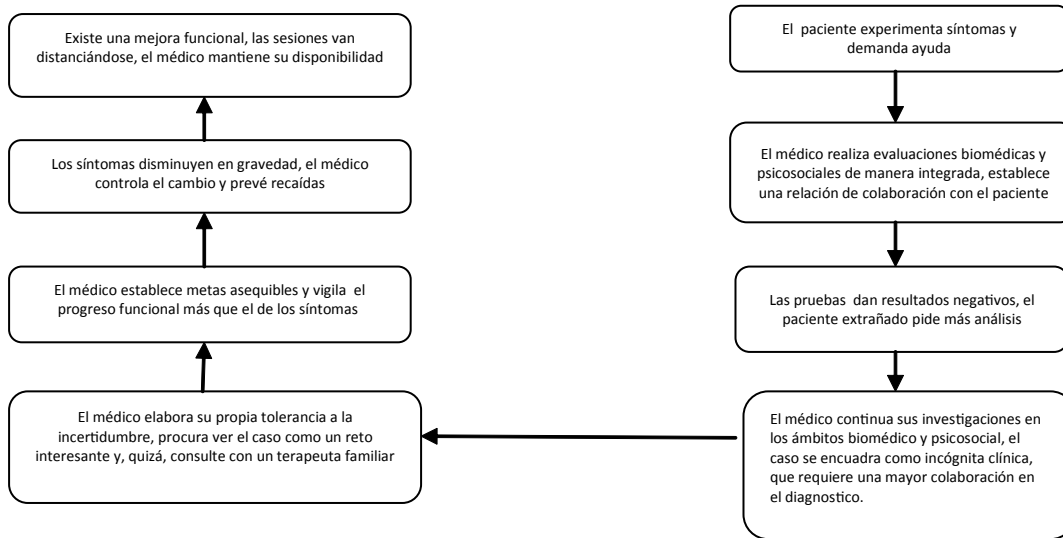 El paciente experimenta síntomas y
demanda ayuda
El médico realiza evaluaciones biomédicas y
psicosociales de manera integrada, establece
una relación de colaboración con el paciente
Las pruebas dan resultados negativos, el
paciente extrañado pide más análisis
El médico continua sus investigaciones en
los ámbitos biomédico y psicosocial, el
caso se encuadra como incógnita clínica,
que requiere una mayor colaboración en
el diagnostico.
El médico elabora su propia tolerancia a la
incertidumbre, procura ver el caso como un reto
interesante y, quizá, consulte con un terapeuta familiar
El médico establece metas asequibles y vigila el
progreso funcional más que el de los síntomas
Los síntomas disminuyen en gravedad, el médico
controla el cambio y prevé recaídas
Existe una mejora funcional, las sesiones van
distanciándose, el médico mantiene su disponibilidad